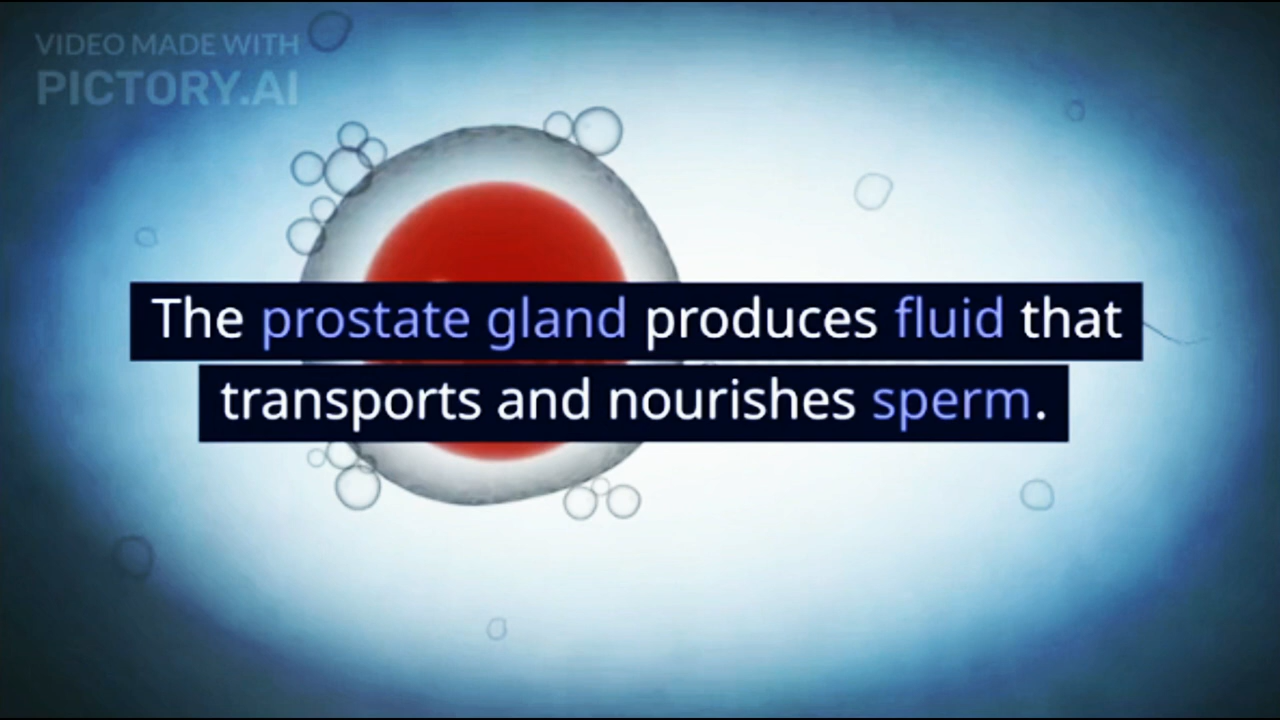 VIDEO MADE WITH
PICTORY.AI
The prostate gland produces fluid that
transports and nourishes sperm.